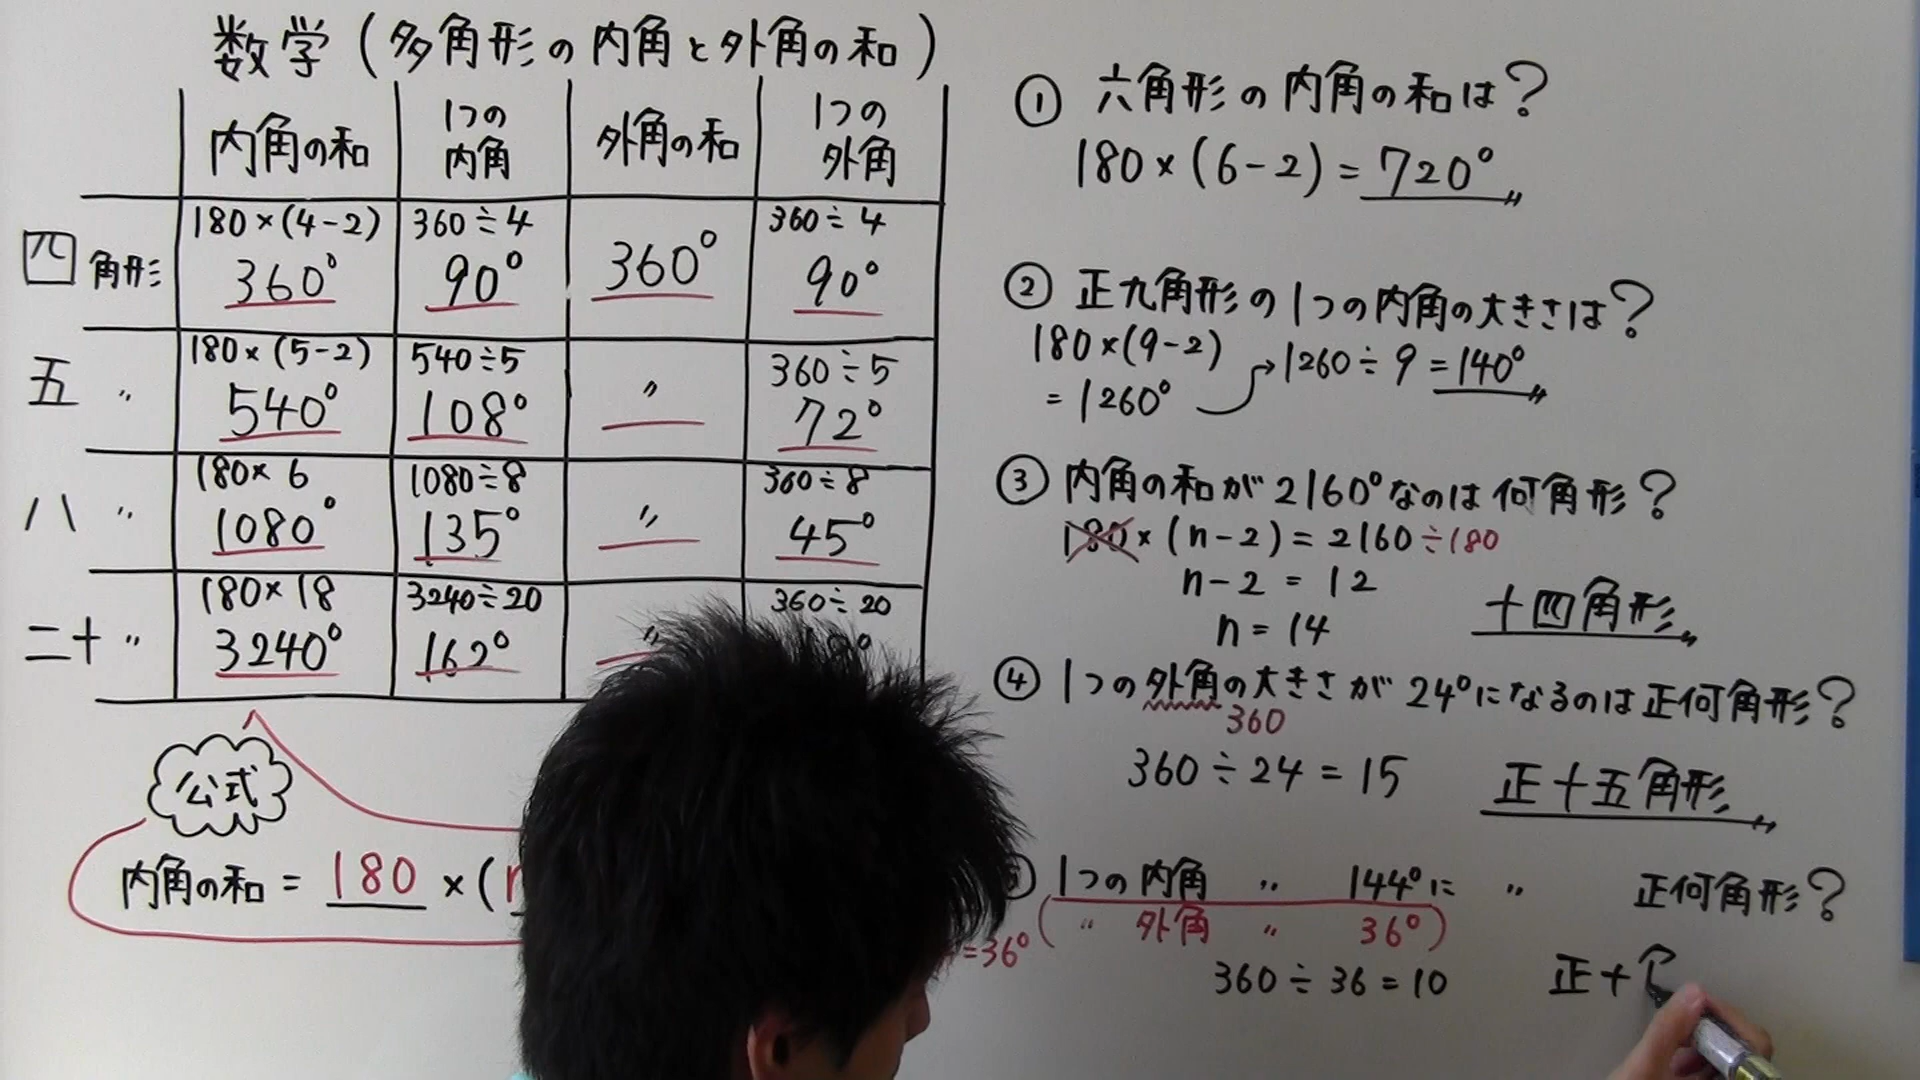 数学(多角形の内角と外角の和)
内角の和 1つの内角 外角の和 1つの外角
四角形 180×(4-2) 360° 360÷4 90° 360° 360÷4 90°
五 〃 180×(5-2) 540° 540÷5 108° 〃 360÷5 72°
八 〃 180×6 1080° 1080÷8 135° 〃 360÷8 45°
二十 〃 180×18 3240° 3240÷20 162° 〃 360÷20
公式
内角の和 = 180 ×(
① 六角形の内角の和は?
180×(6-2)=720°
② 正九角形の1つの内角の大きさは?
180×(9-2)
=1260° → 1260÷9=140°
③ 内角の和が2160°なのは何角形?
180×(n-2)=2160÷180
n-2=12
n=14 十四角形
④ 1つの外角の大きさが24°になるのは正何角形?
360
360÷24=15 正十五角形
1つの内角 〃 144°に 〃 正何角形?
(〃 外角 〃 36°)
=36°
360÷36=10 正十